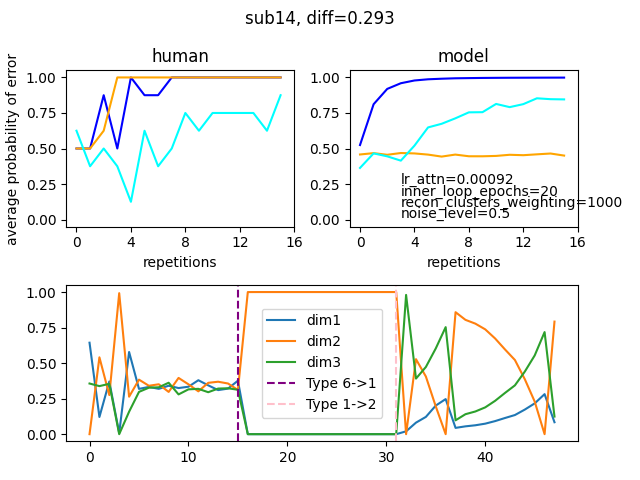 sub14, diff=0.293
human
model
average probability of error
1.00
0.75
0.50
0.25
0.00
0 4 8 12 16
repetitions
1.00
0.75
0.50
0.25
0.00
lr_attn=0.00092
inner_loop_epochs=20
recon_clusters_weighting=1000
noise_level=0.5
0 4 8 12 16
repetitions
1.00
0.75
0.50
0.25
0.00
dim1
dim2
dim3
Type 6->1
Type 1->2
0 10 20 30 40